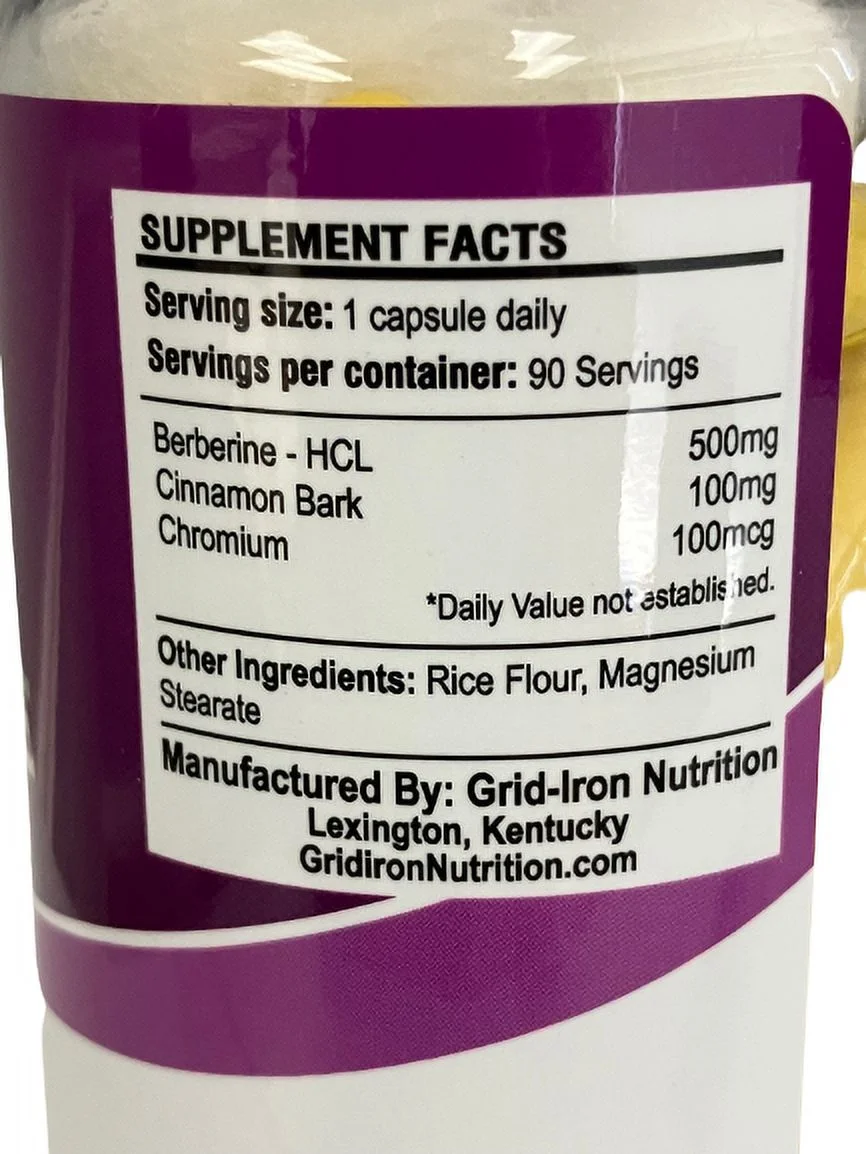 SUPPLEMENT FACTS
Serving size: 1 capsule daily
Servings per container: 90 Servings
Berberine - HCL 500mg
Cinnamon Bark 100mg
Chromium 100mcg
*Daily Value not established.
Other Ingredients: Rice Flour, Magnesium
Stearate
Manufactured By: Grid-Iron Nutrition
Lexington, Kentucky
GridironNutrition.com